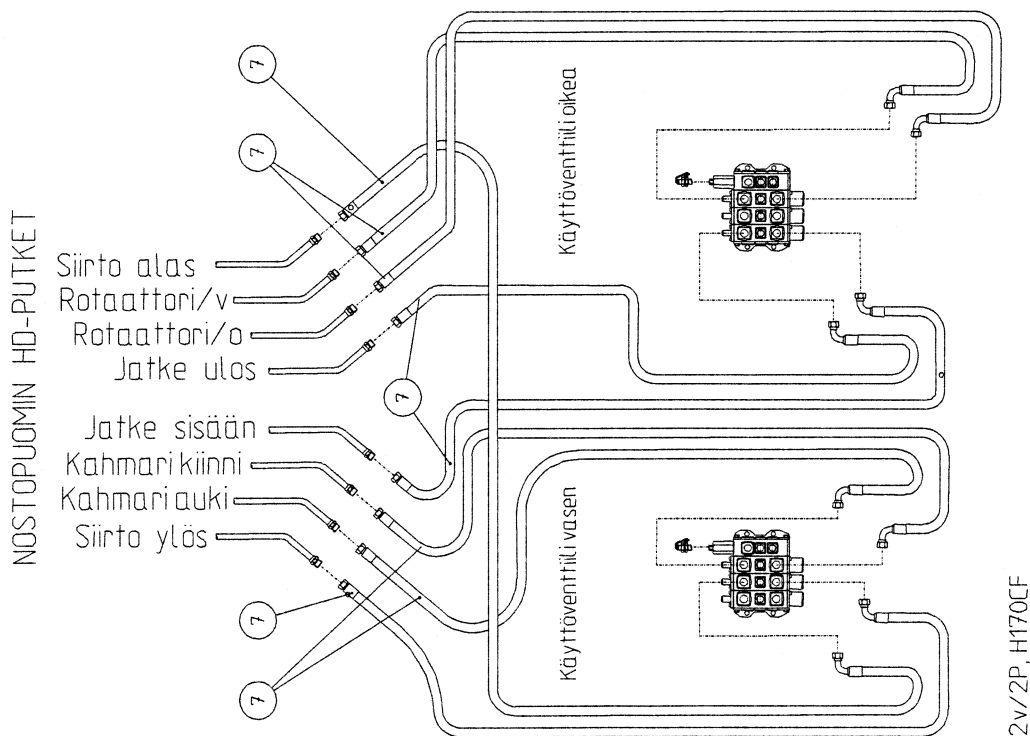 NOSTOPUOMIN HD-PUTKET
Siirto alas
Rotaattori/v
Rotaattori/o
Jatke ulos
Jatke sisään
Kahmari kiinni
Kahmari auki
Siirto ylös
7
7
7
7
7
Käyttöventtiili oikea
Käyttöventtiili vasen
2v/2P, H170CF